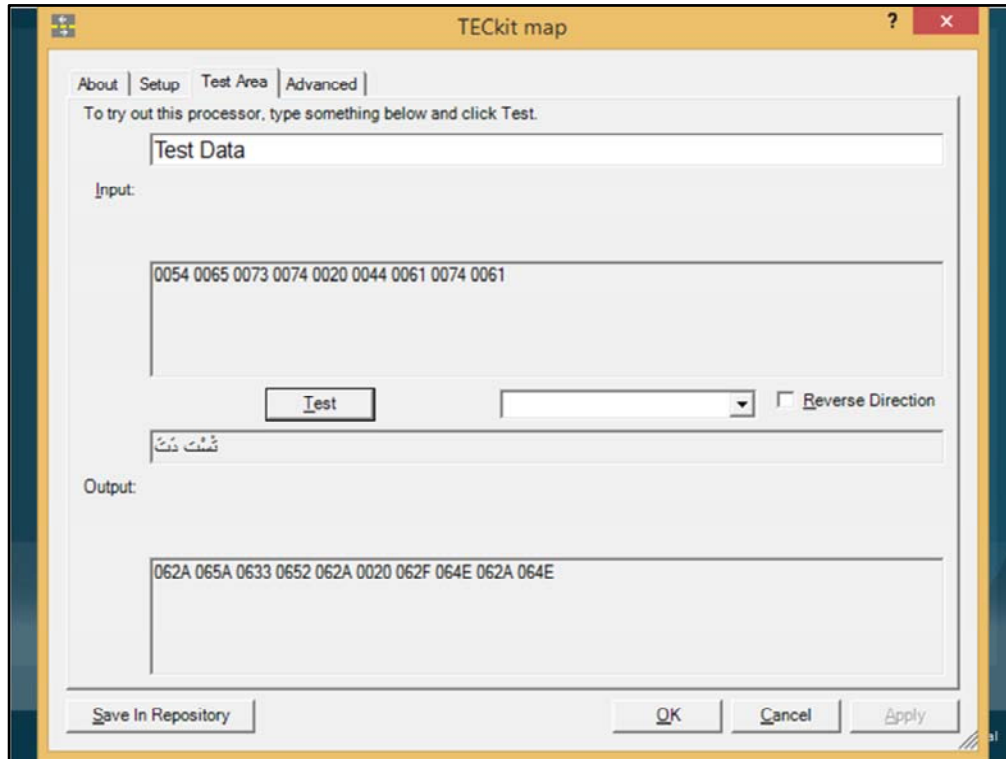 TECkit map
?
About Setup Test Area Advanced
To try out this processor, type something below and click Test.
Test Data
Input:
0054 0065 0073 0074 0020 0044 0061 0074 0061
Test Reverse Direction
تٚسْت دَتَ
Output:
062A 065A 0633 0652 062A 0020 062F 064E 062A 064E
Save In Repository OK Cancel Apply
al